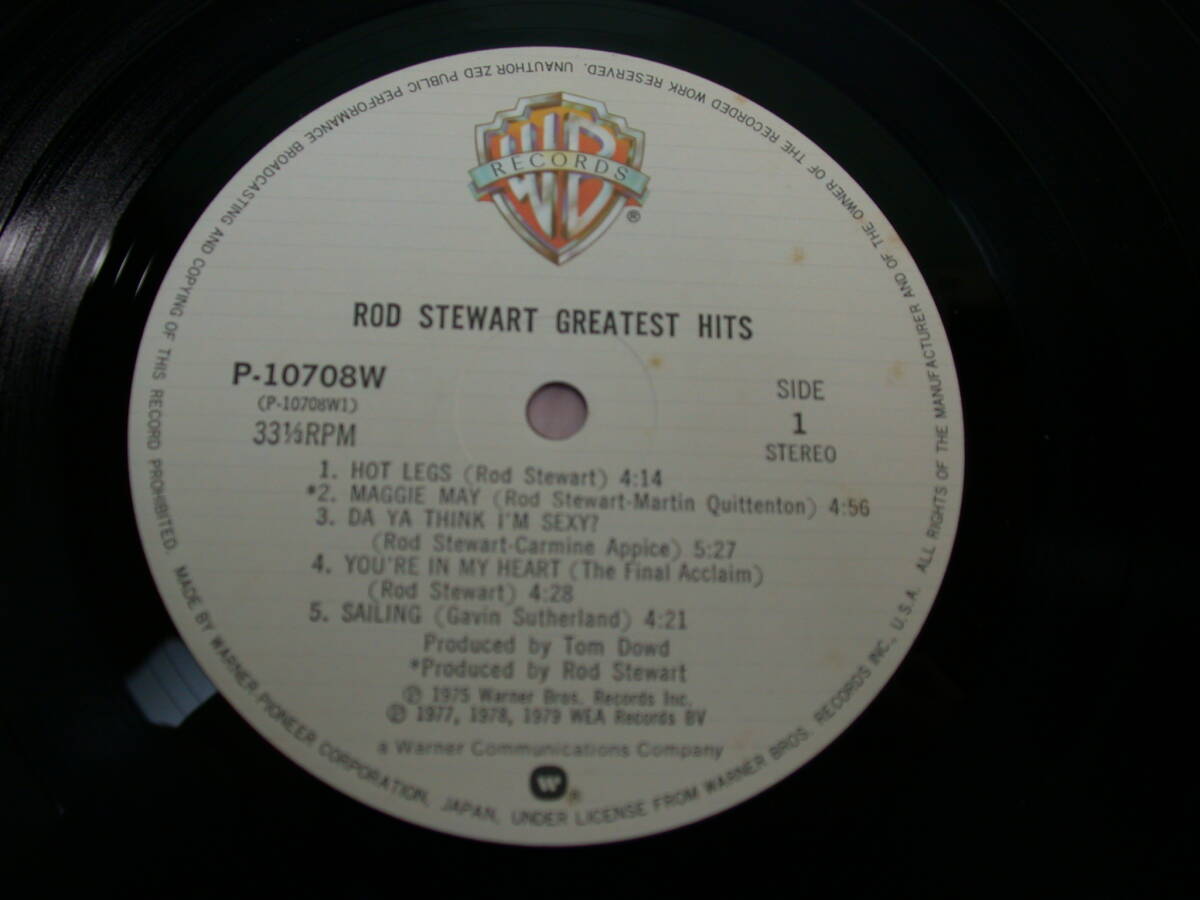 WB
RECORDS
®
ROD STEWART GREATEST HITS
P-10708W
(P-10708W1)
33⅓RPM
SIDE
1
STEREO
1. HOT LEGS (Rod Stewart) 4:14
*2. MAGGIE MAY (Rod Stewart-Martin Quittenton) 4:56
3. DA YA THINK I'M SEXY?
(Rod Stewart-Carmine Appice) 5:27
4. YOU'RE IN MY HEART (The Final Acclaim)
(Rod Stewart) 4:28
5. SAILING (Gavin Sutherland) 4:21
Produced by Tom Dowd
*Produced by Rod Stewart
℗ 1975 Warner Bros. Records Inc.
℗ 1977, 1978, 1979 WEA Records BV
a Warner Communications Company
W ®
ALL RIGHTS OF THE MANUFACTURER AND OF THE OWNER OF THE RECORDED WORK RESERVED. UNAUTHOR ZED PUBLIC PERFORMANCE BROADCASTING AND COPYING OF THIS RECORD PROHIBITED. MADE BY WARNER-PIONEER CORPORATION, JAPAN, UNDER LICENSE FROM WARNER BROS. RECORDS INC., U.S.A.